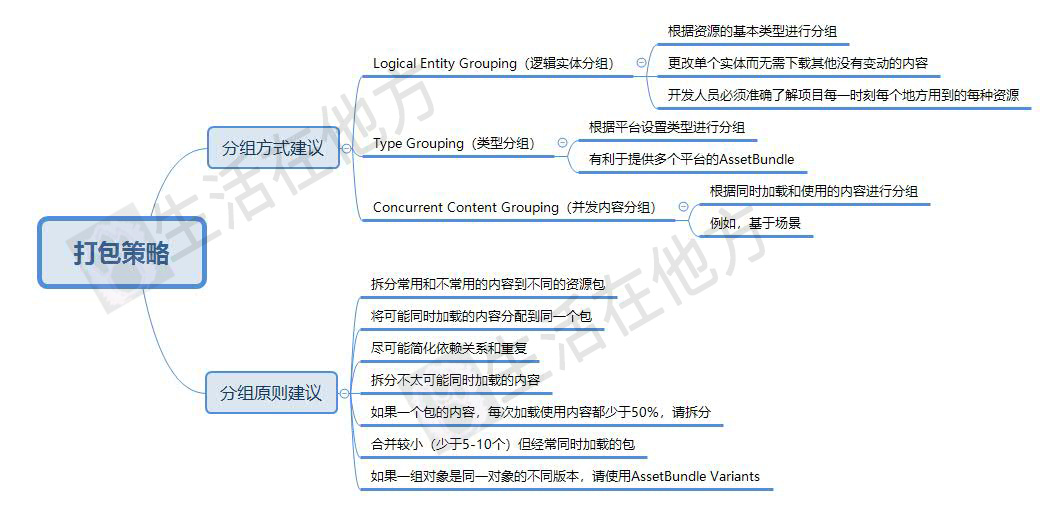 打包策略
分组方式建议
Logical Entity Grouping（逻辑实体分组）
根据资源的基本类型进行分组
更改单个实体而无需下载其他没有变动的内容
开发人员必须准确了解项目每一时刻每个地方用到的每种资源
Type Grouping（类型分组）
根据平台设置类型进行分组
有利于提供多个平台的AssetBundle
Concurrent Content Grouping（并发内容分组）
根据同时加载和使用的内容进行分组
例如，基于场景
分组原则建议
拆分常用和不常用的内容到不同的资源包
将可能同时加载的内容分配到同一个包
尽可能简化依赖关系和重复
拆分不太可能同时加载的内容
如果一个包的内容，每次加载使用内容都少于50%，请拆分
合并较小（少于5-10个）但经常同时加载的包
如果一组对象是同一对象的不同版本，请使用AssetBundle Variants
生活在他方
生活在他方